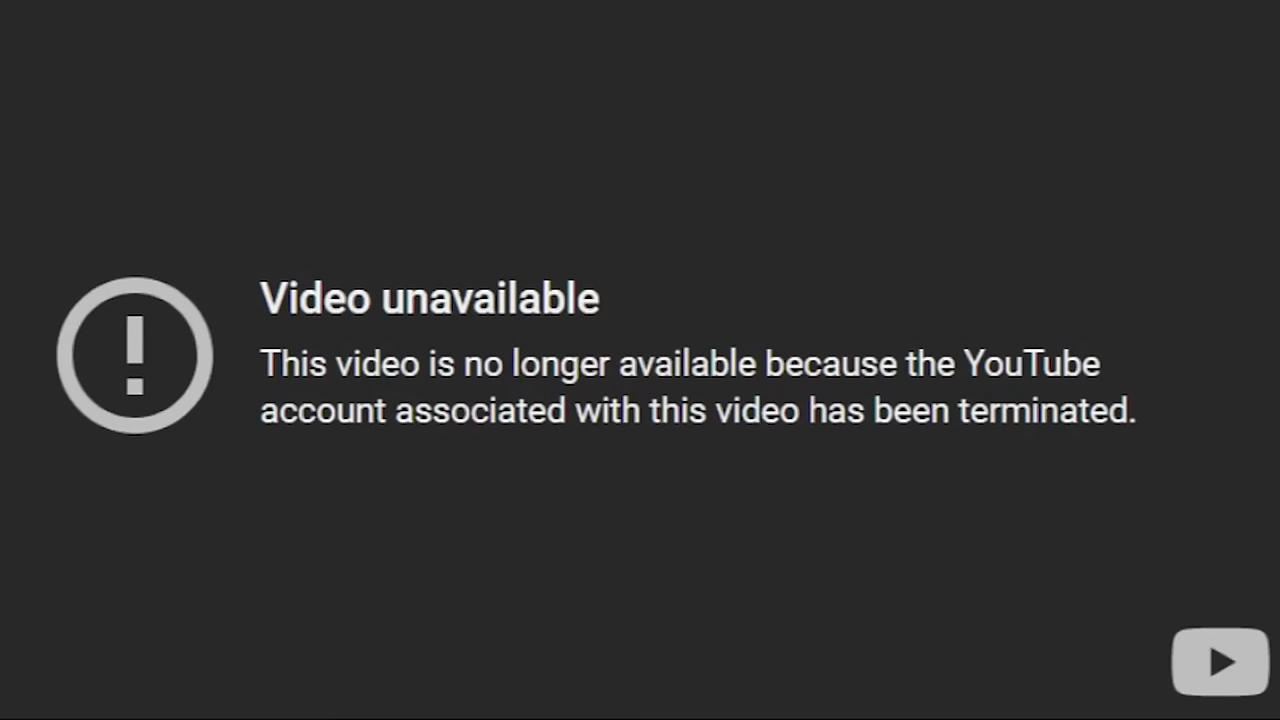 Video unavailable
This video is no longer available because the YouTube
account associated with this video has been terminated.